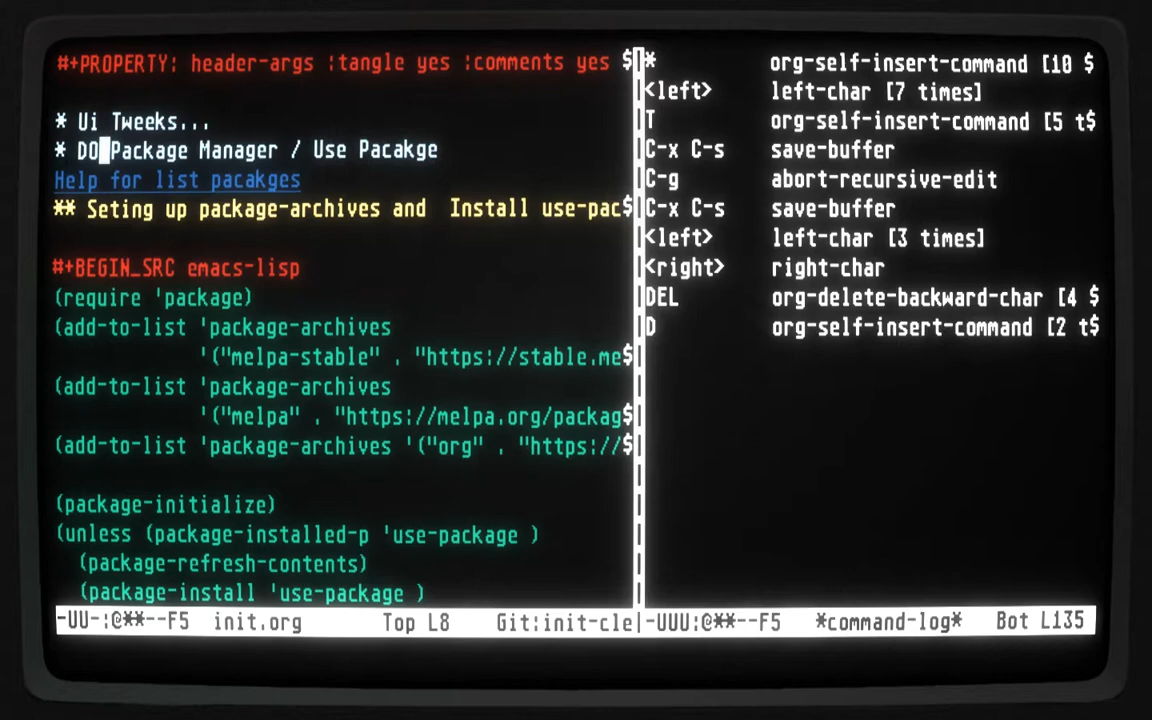 #+PROPERTY: header-args :tangle yes :comments yes $
* Ui Tweeks...
* DO Package Manager / Use Pacakge
Help for list pacakges
** Seting up package-archives and  Install use-pac$
#+BEGIN_SRC emacs-lisp
(require 'package)
(add-to-list 'package-archives
'("melpa-stable" . "https://stable.me$
(add-to-list 'package-archives
'("melpa" . "https://melpa.org/packag$
(add-to-list 'package-archives '("org" . "https://$
(package-initialize)
(unless (package-installed-p 'use-package )
(package-refresh-contents)
(package-install 'use-package )
-UU-:@**--F5  init.org       Top L8    Git:init-cle
* org-self-insert-command [10 $
<left> left-char [7 times]
T org-self-insert-command [5 t$
C-x C-s save-buffer
C-g abort-recursive-edit
C-x C-s save-buffer
<left> left-char [3 times]
<right> right-char
DEL org-delete-backward-char [4 $
D org-self-insert-command [2 t$
-UUU:@**--F5   *command-log*   Bot L135